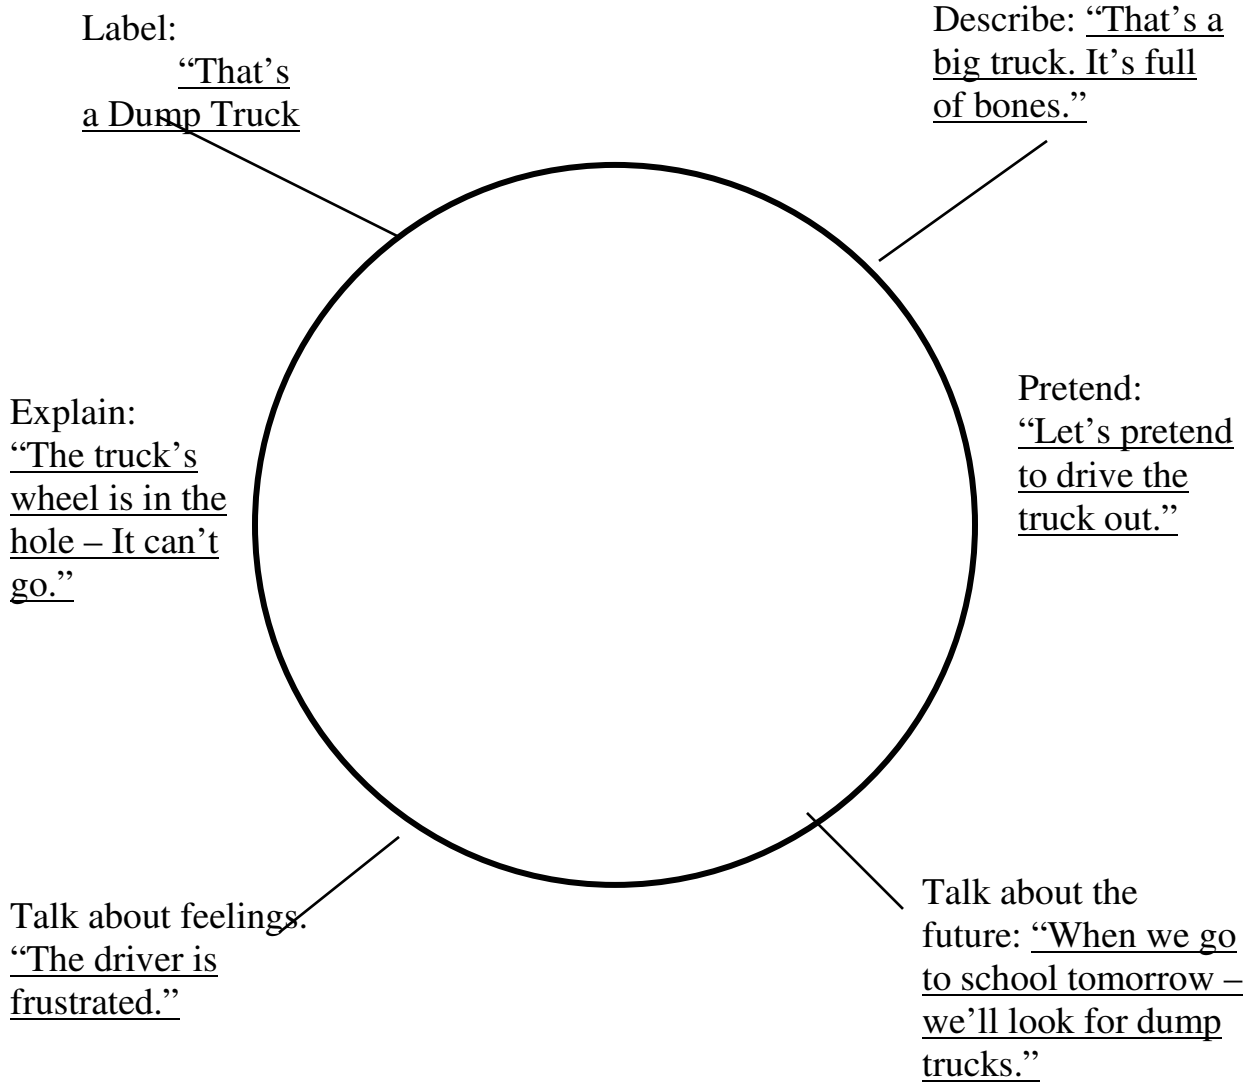 Label:
“That’s
a Dump Truck
Describe: “That’s a
big truck. It’s full
of bones.”
Explain:
“The truck’s
wheel is in the
hole – It can’t
go.”
Pretend:
“Let’s pretend
to drive the
truck out.”
Talk about feelings.
“The driver is
frustrated.”
Talk about the
future: “When we go
to school tomorrow –
we’ll look for dump
trucks.”